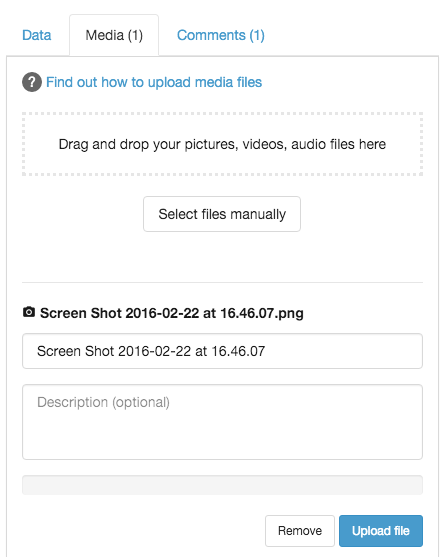 Data Media (1) Comments (1)
? Find out how to upload media files
Drag and drop your pictures, videos, audio files here
Select files manually
Screen Shot 2016-02-22 at 16.46.07.png
Screen Shot 2016-02-22 at 16.46.07
Description (optional)
Remove Upload file